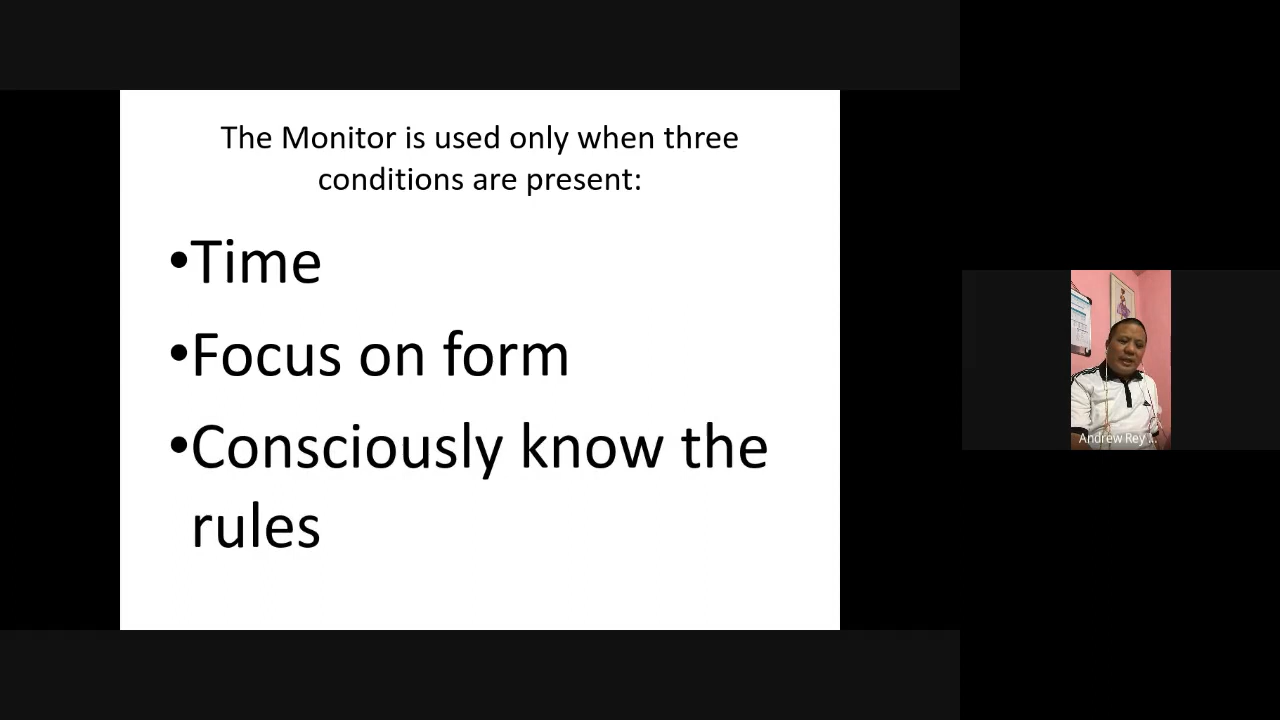 The Monitor is used only when three
conditions are present:
•Time
•Focus on form
•Consciously know the
rules
Andrew Rey ...